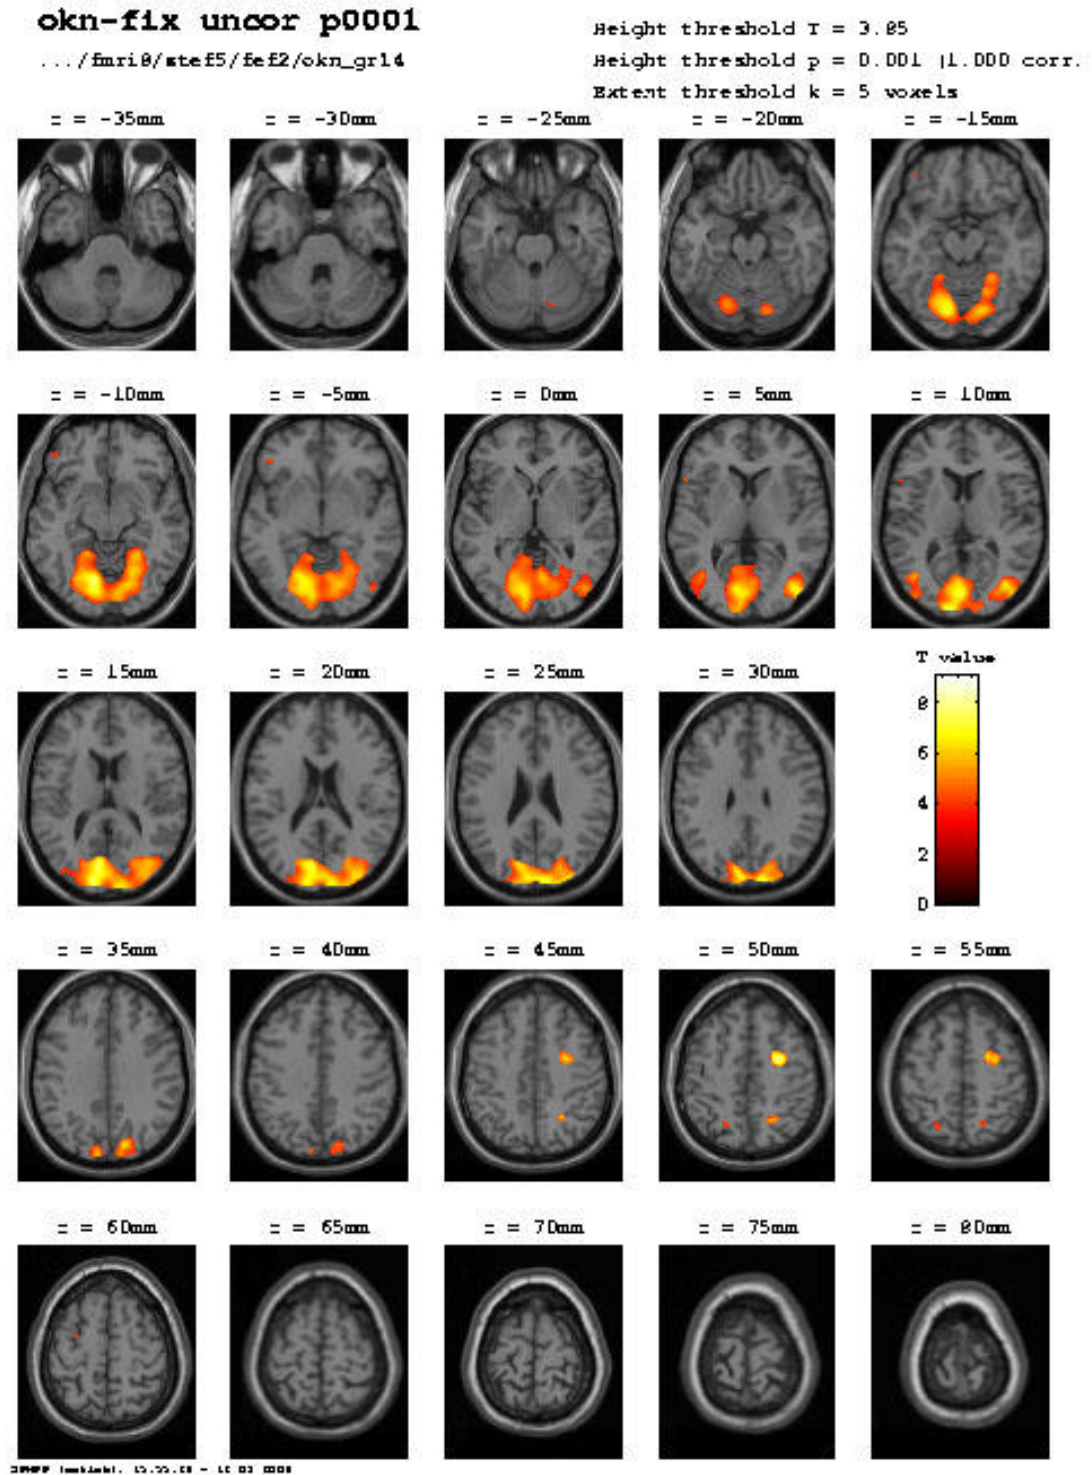 okn-fix uncor p0001
.../fmri8/stef5/fef2/okn_gr14
Height threshold T = 3.85
Height threshold p = 0.001 (1.000 corr.
Extent threshold k = 5 voxels
z = -35mm z = -30mm z = -25mm z = -20mm z = -15mm
z = -10mm z = -5mm z = 0mm z = 5mm z = 10mm
z = 15mm z = 20mm z = 25mm z = 30mm
T value
8
6
4
2
0
z = 35mm z = 40mm z = 45mm z = 50mm z = 55mm
z = 60mm z = 65mm z = 70mm z = 75mm z = 80mm